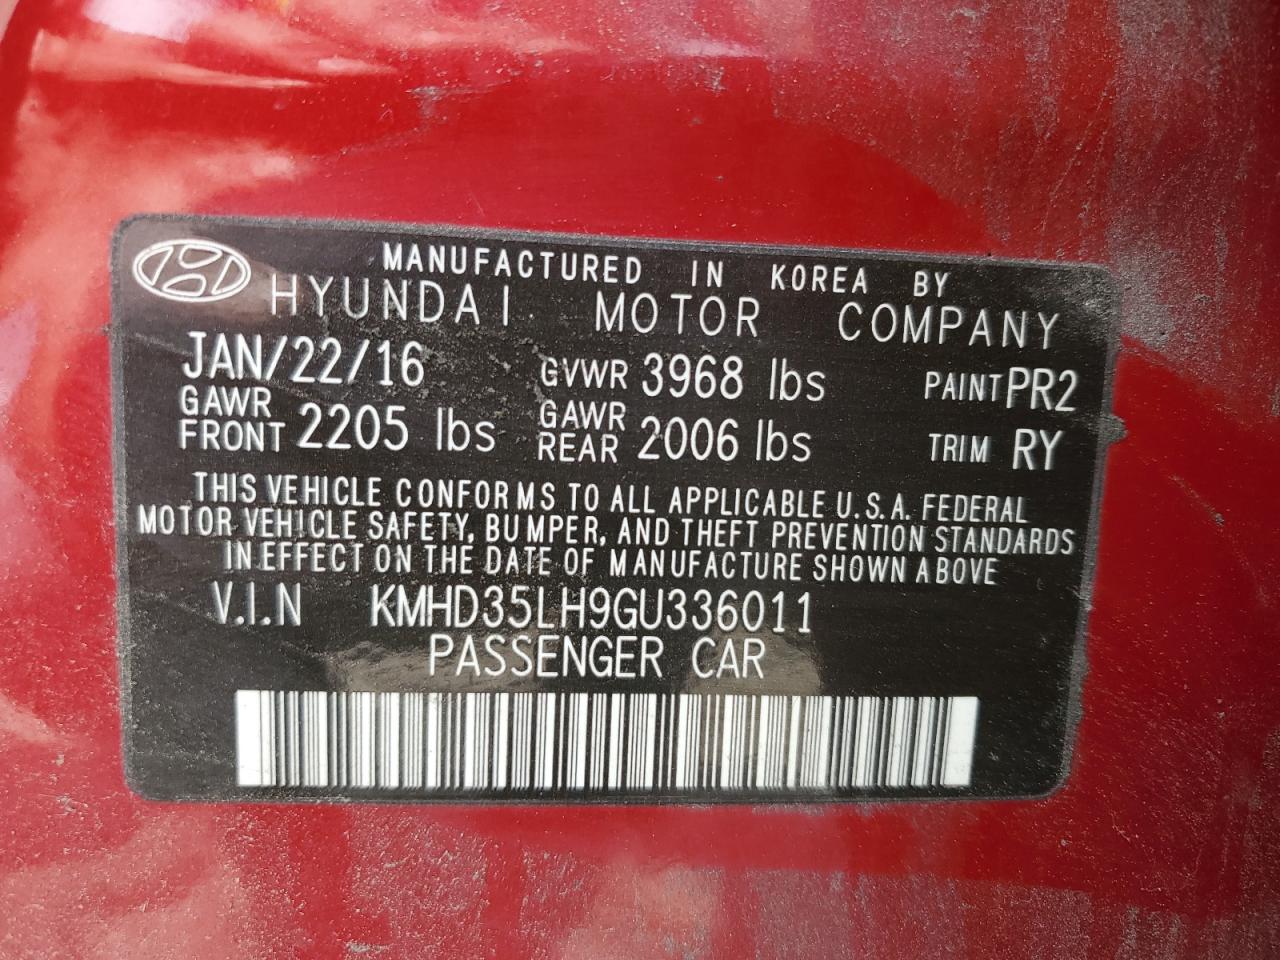 MANUFACTURED IN KOREA BY
HYUNDAI MOTOR COMPANY
JAN/22/16 GVWR 3968 lbs PAINT PR2
GAWR FRONT 2205 lbs GAWR REAR 2006 lbs TRIM RY
THIS VEHICLE CONFORMS TO ALL APPLICABLE U.S.A. FEDERAL
MOTOR VEHICLE SAFETY, BUMPER, AND THEFT PREVENTION STANDARDS
IN EFFECT ON THE DATE OF MANUFACTURE SHOWN ABOVE
V.I.N KMHD35LH9GU336011
PASSENGER CAR